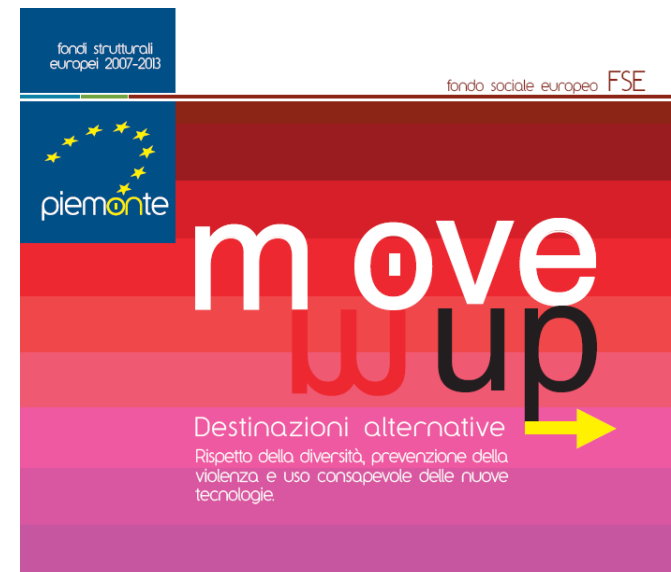 fondi strutturali
europei 2007-2013
fondo sociale europeo FSE
piemonte
move
up
Destinazioni alternative
Rispetto della diversità, prevenzione della
violenza e uso consapevole delle nuove
tecnologie.